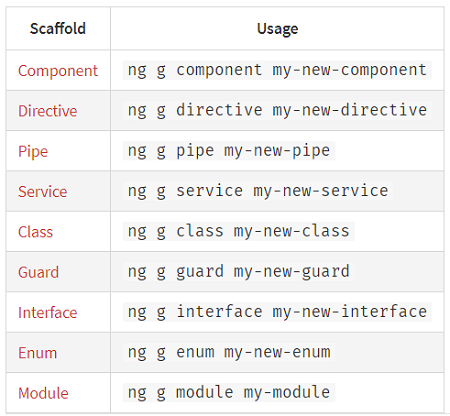 Scaffold Usage
Component ng g component my-new-component
Directive ng g directive my-new-directive
Pipe ng g pipe my-new-pipe
Service ng g service my-new-service
Class ng g class my-new-class
Guard ng g guard my-new-guard
Interface ng g interface my-new-interface
Enum ng g enum my-new-enum
Module ng g module my-module